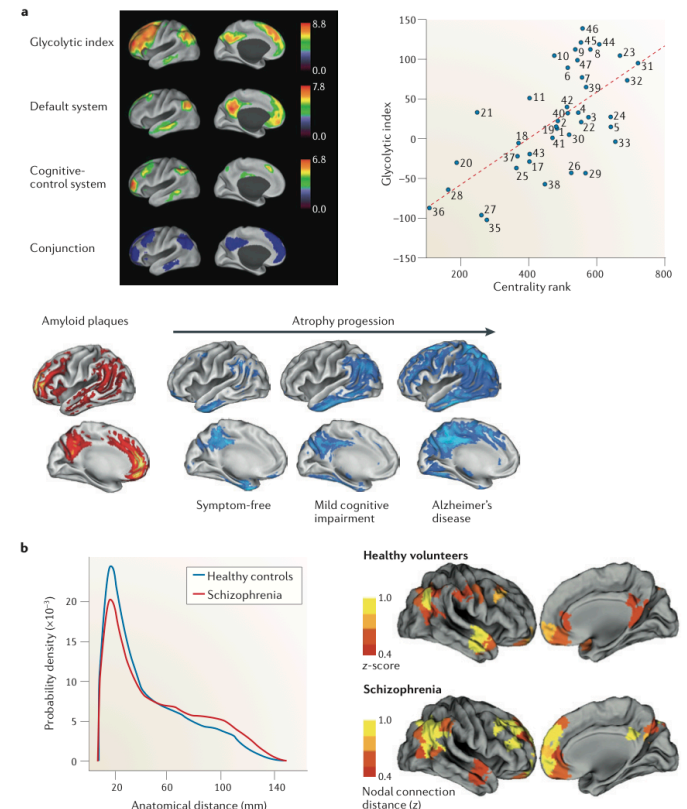 a
Glycolytic index
8.8
0.0
Default system
7.8
0.0
Cognitive-
control system
6.8
0.0
Conjunction
Glycolytic index
150
100
50
0
−50
−100
−150
200
400
600
800
Centrality rank
46
45
44
9
8
10
23
47
31
6
7
32
39
11
42
21
40
4
3
24
2
22
5
19
1
30
18
41
33
37
43
20
17
25
26
29
38
28
36
27
35
Amyloid plaques
Atrophy progession
Symptom-free
Mild cognitive
impairment
Alzheimer's
disease
b
Probability density (×10⁻³)
20
15
10
5
0
20
60
100
140
Anatomical distance (mm)
Healthy controls
Schizophrenia
Healthy volunteers
1.0
0.4
z-score
Schizophrenia
1.0
0.4
Nodal connection
distance (z)